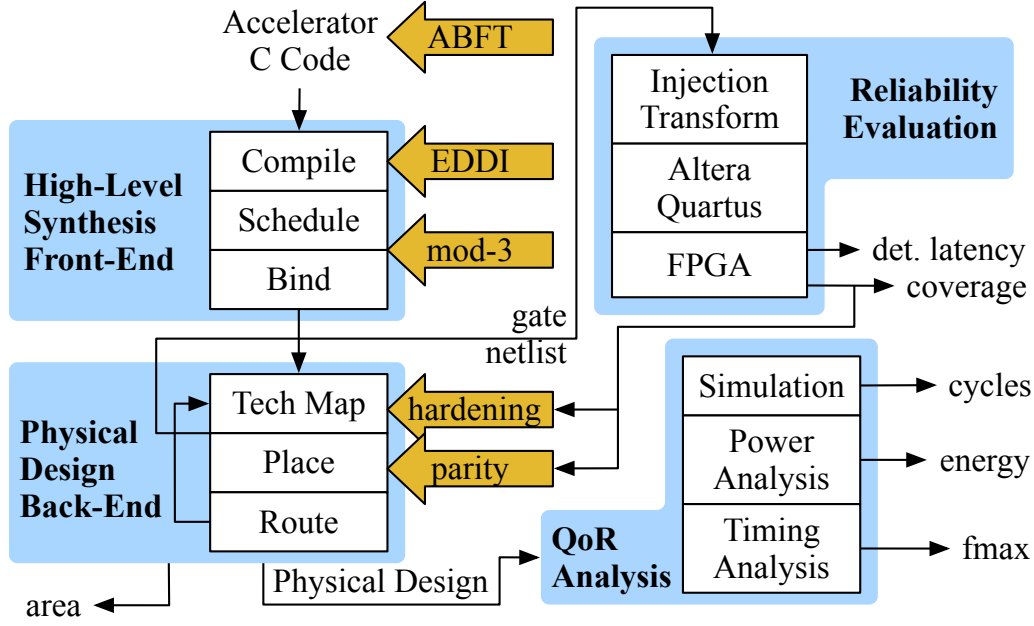 Accelerator
C Code
ABFT
High-Level
Synthesis
Front-End
Compile
Schedule
Bind
EDDI
mod-3
gate
netlist
Physical
Design
Back-End
Tech Map
Place
Route
hardening
parity
area
Physical Design
Reliability
Evaluation
Injection
Transform
Altera
Quartus
FPGA
det. latency
coverage
QoR
Analysis
Simulation
Power
Analysis
Timing
Analysis
cycles
energy
fmax